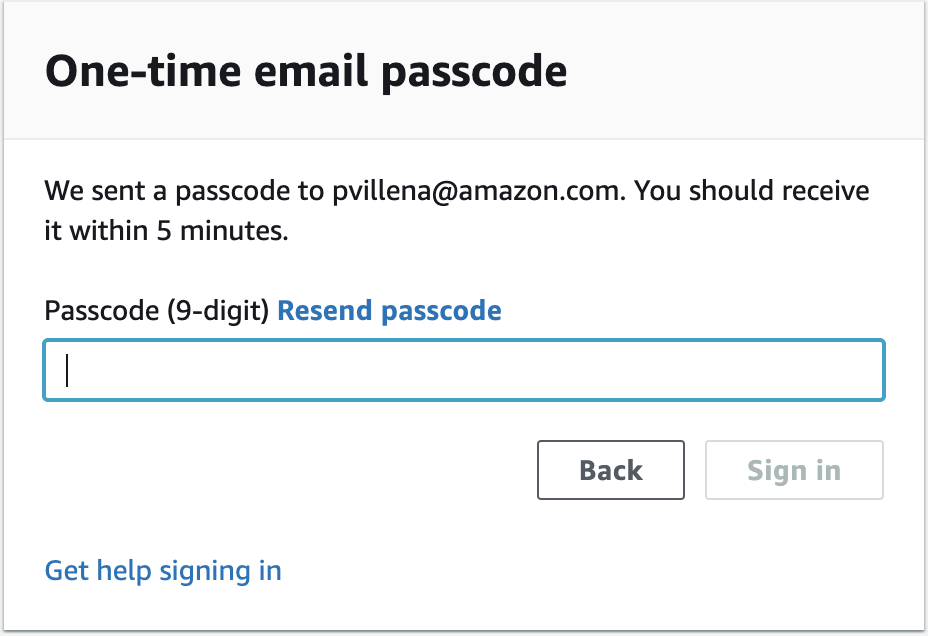 One-time email passcode
We sent a passcode to pvillena@amazon.com. You should receive
it within 5 minutes.
Passcode (9-digit) Resend passcode
Back Sign in
Get help signing in